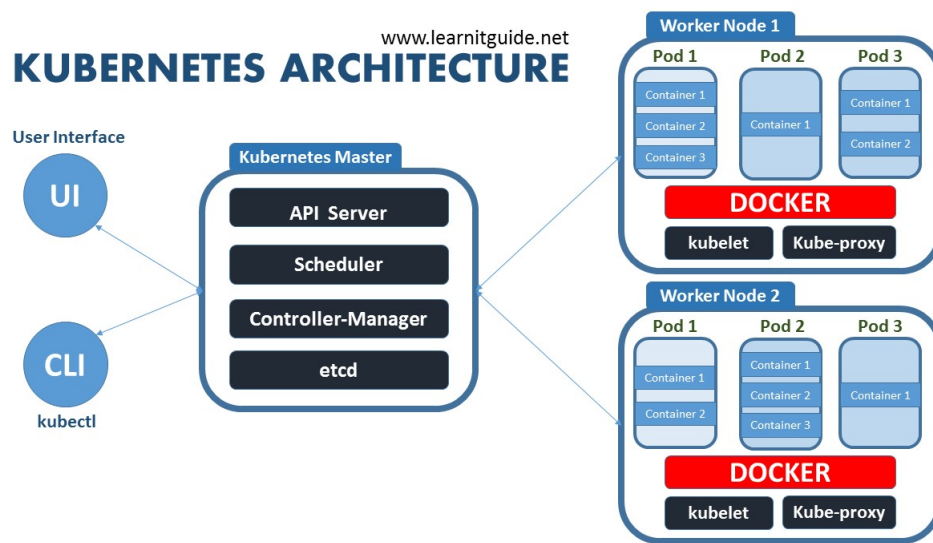 www.learnitguide.net
KUBERNETES ARCHITECTURE
User Interface
UI
CLI
kubectl
Kubernetes Master
API Server
Scheduler
Controller-Manager
etcd
Worker Node 1
Pod 1
Container 1
Container 2
Container 3
Pod 2
Container 1
Pod 3
Container 1
Container 2
DOCKER
kubelet
Kube-proxy
Worker Node 2
Pod 1
Container 1
Container 2
Pod 2
Container 1
Container 2
Container 3
Pod 3
Container 1
DOCKER
kubelet
Kube-proxy